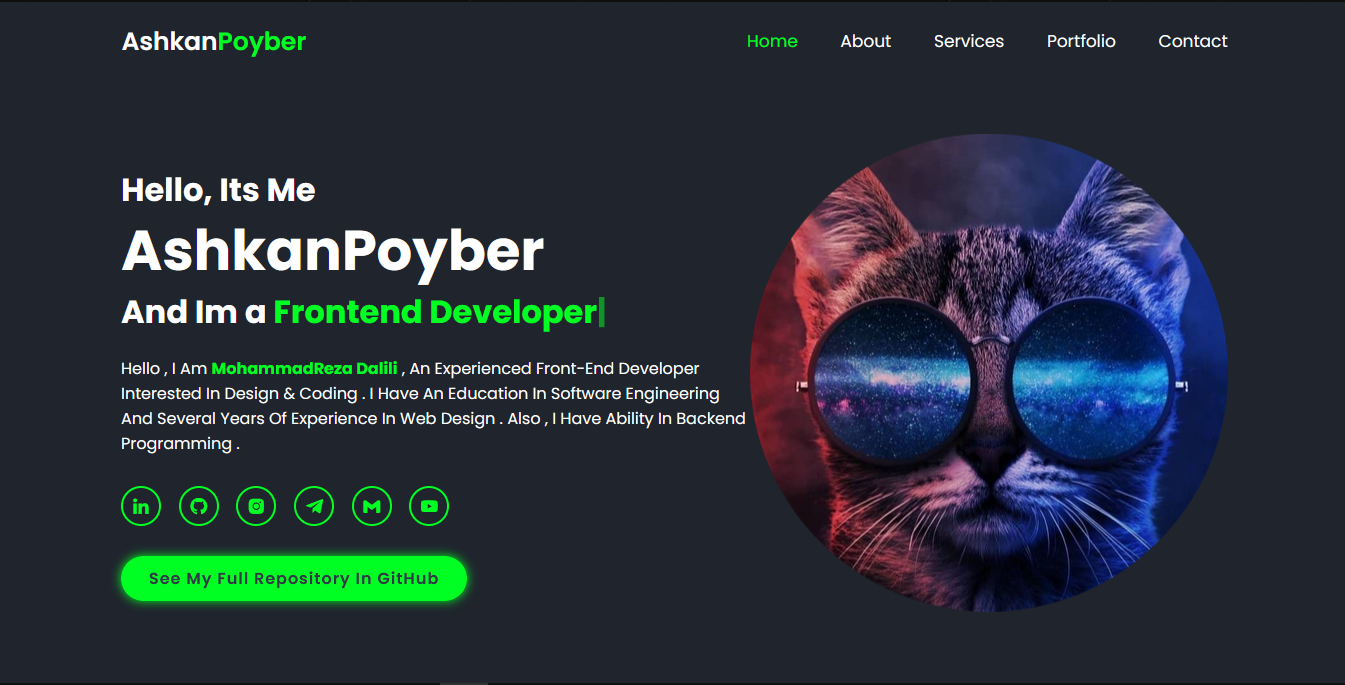 AshkanPoyber
Home About Services Portfolio Contact
Hello, Its Me
AshkanPoyber
And Im a Frontend Developer
Hello , I Am MohammadReza Dalili , An Experienced Front-End Developer
Interested In Design & Coding . I Have An Education In Software Engineering
And Several Years Of Experience In Web Design . Also , I Have Ability In Backend
Programming .
in
See My Full Repository In GitHub